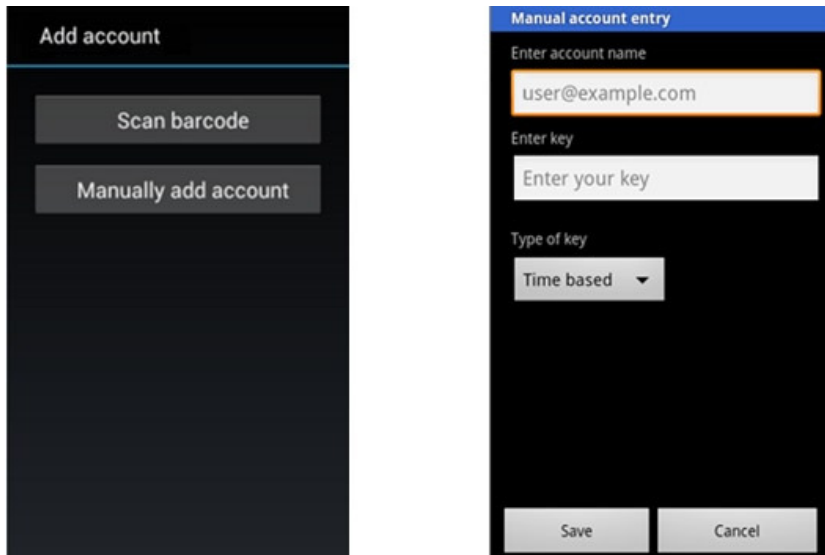 Add account
Scan barcode
Manually add account
Manual account entry
Enter account name
user@example.com
Enter key
Enter your key
Type of key
Time based
Save
Cancel